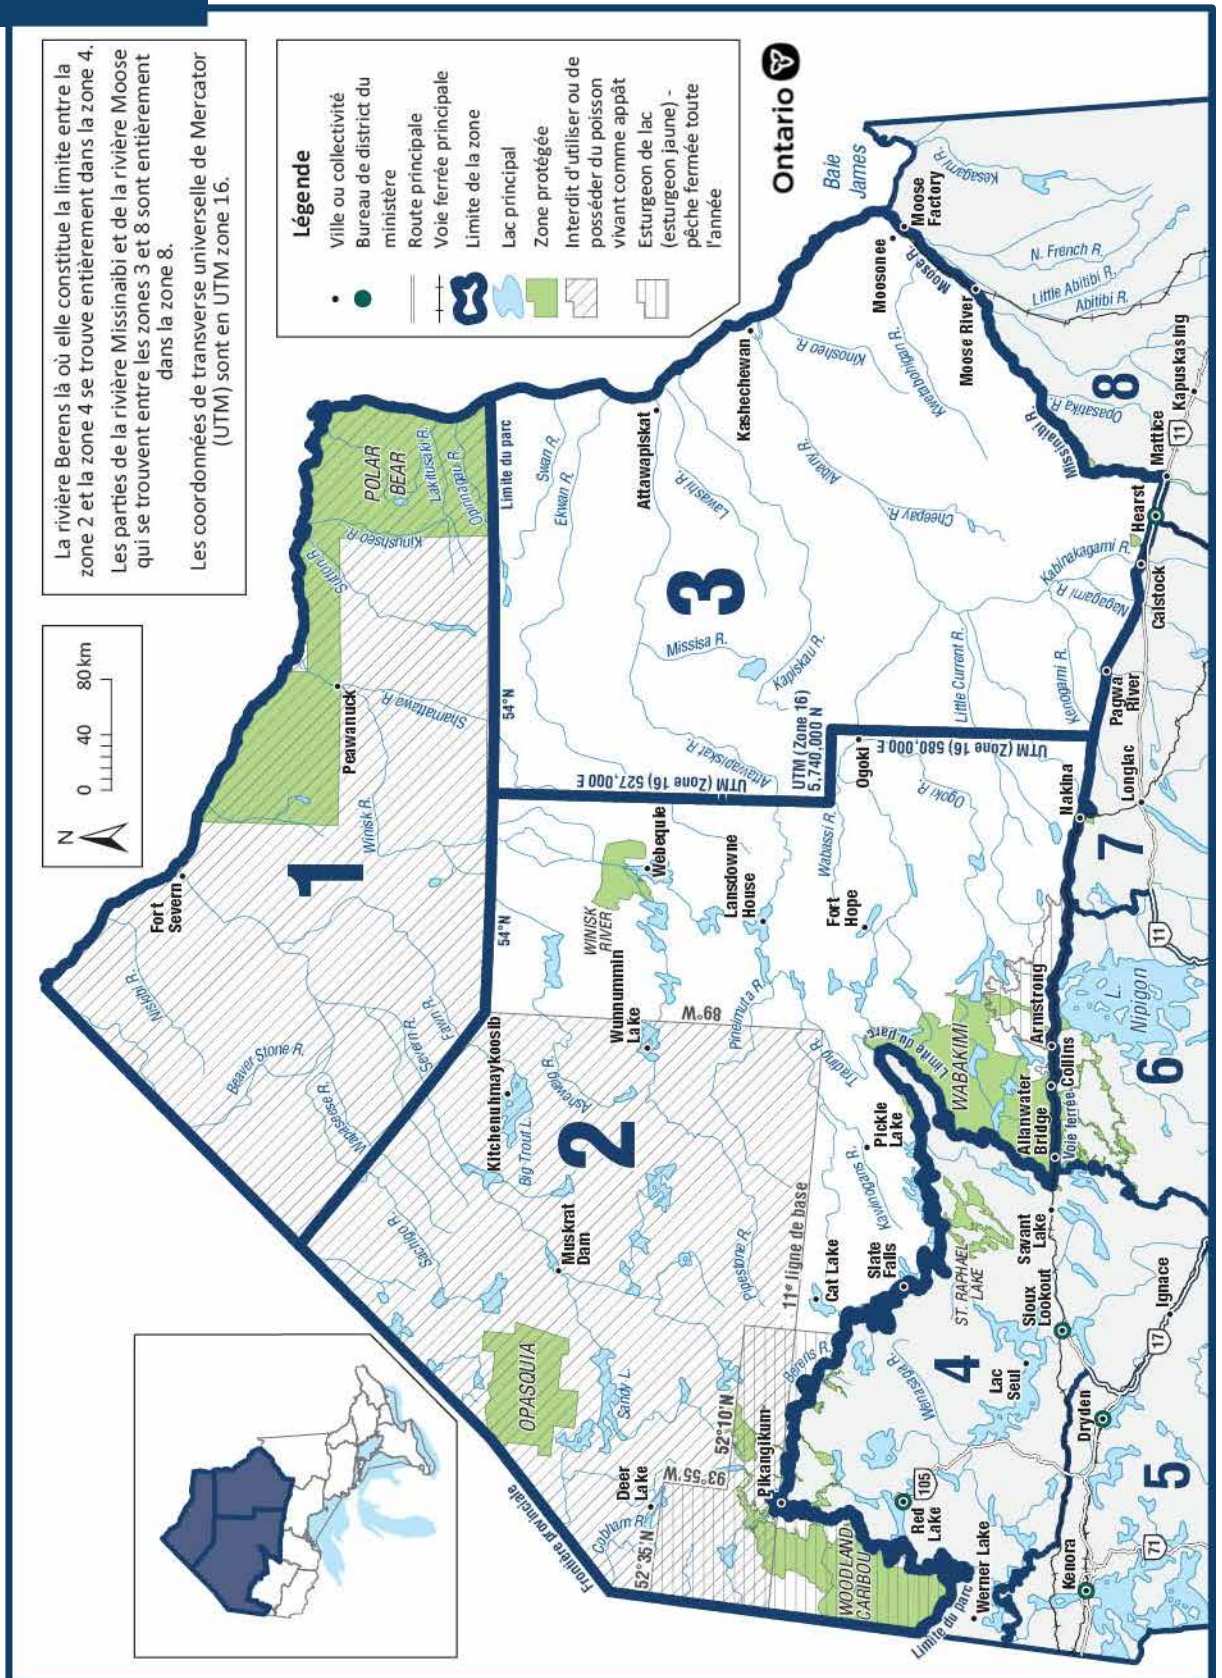 La rivière Berens là où elle constitue la limite entre la
zone 2 et la zone 4 se trouve entièrement dans la zone 4.
Les parties de la rivière Missinaibi et de la rivière Moose
qui se trouvent entre les zones 3 et 8 sont entièrement
dans la zone 8.
Les coordonnées de transverse universelle de Mercator
(UTM) sont en UTM zone 16.
N
0 40 80 km
Légende
Ville ou collectivité
Bureau de district du
ministère
Route principale
Voie ferrée principale
Limite de la zone
Lac principal
Zone protégée
Interdit d'utiliser ou de
posséder du poisson
vivant comme appât
Esturgeon de lac
(esturgeon jaune) -
pêche fermée toute
l'année
Ontario
1
Fort
Severn
Niskibi R.
Beaver Stone R.
Wapaseese R.
Severn R.
Fawn R.
Winisk R.
Peawanuck
Shamattawa R.
Sutton R.
Kinushseo R.
POLAR
BEAR
Lakitusaki R.
Opinnagau R.
54°N
54°N
Limite du parc
2
Kitchenuhmaykoosib
Big Trout L.
Asheweig R.
Sachigo R.
Muskrat
Dam
OPASQUIA
Sandy L.
Frontière provinciale
Deer
Lake
Cobham R.
52°35'N
93°55'W
52°10'N
Pikangikum
WOODLAND
CARIBOU
Limite du parc
Berens R.
Pipestone R.
11e ligne de base
Cat Lake
Slate
Falls
Kawinogans R.
Pickle
Lake
Trading R.
Pineimuta R.
89°W
Wunnummin
Lake
WINISK
RIVER
Webequie
Lansdowne
House
Fort
Hope
Wabassi R.
Ogoki
Ogoki R.
Limite du parc
WABAKIMI
Allanwater
Bridge
Collins
Armstrong
Voie ferrée
Nakina
UTM (Zone 16) 527,000 E
UTM (Zone 16)
5,740,000 N
UTM (Zone 16) 580,000 E
3
Swan R.
Ekwan R.
Attawapiskat
Lawashi R.
Missisa R.
Kapiskau R.
Attawapiskat R.
Kashechewan
Albany R.
Cheepay R.
Kinosheo R.
Kwetabohigan R.
Little Current R.
Kenogami R.
Nagagami R.
Kabinakagami R.
Pagwa
River
Calstock
Hearst
Mattice
Missinaibi R.
Moose River
Moose R.
Moosonee
Moose
Factory
Baie
James
Kesagami R.
N. French R.
Little Abitibi R.
Abitibi R.
8
Opasatika R.
Kapuskasing
11
4
Wenasaga R.
ST. RAPHAEL
LAKE
Savant
Lake
Sioux
Lookout
Lac
Seul
Red
Lake
105
Werner Lake
Kenora
Dryden
Ignace
17
71
5
6
L.
Nipigon
7
Longlac
11